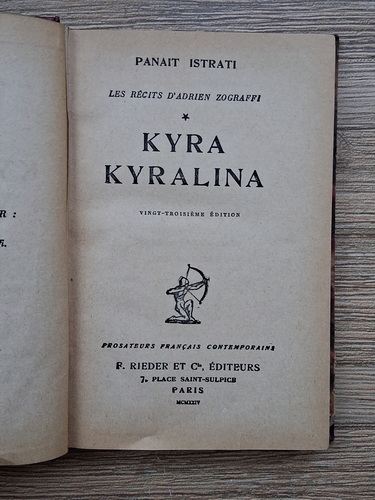 PANAIT ISTRATI
LES RÉCITS D'ADRIEN ZOGRAFFI
*
KYRA
KYRALINA
VINGT-TROISIÈME ÉDITION
R :
PROSATEURS FRANÇAIS CONTEMPORAINS
F. RIEDER ET Cie, ÉDITEURS
7, PLACE SAINT-SULPICE
PARIS
MCMXXIV